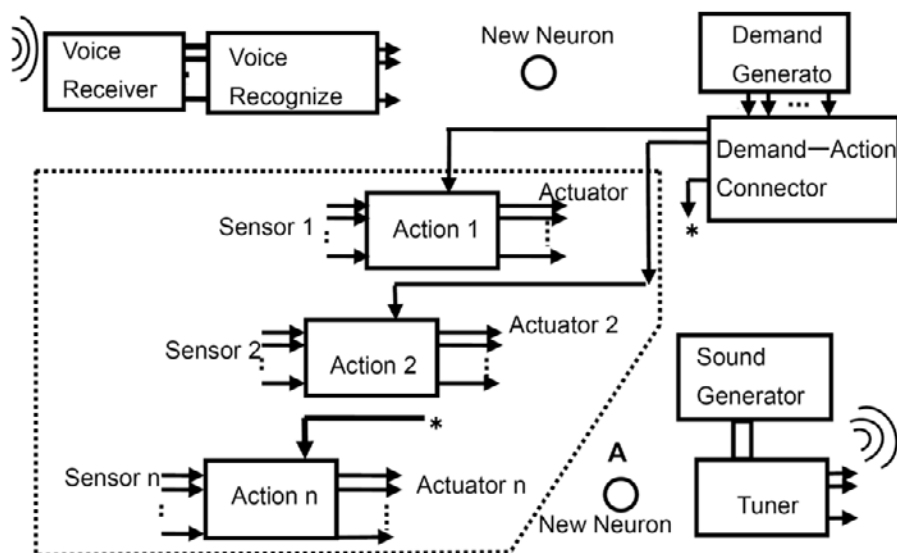 Voice
Receiver
Voice
Recognize
New Neuron
Demand
Generato
...
Demand—Action
Connector
*
Sensor 1
Action 1
Actuator
Sensor 2
Action 2
Actuator 2
*
Sensor n
Action n
Actuator n
A
New Neuron
Sound
Generator
Tuner